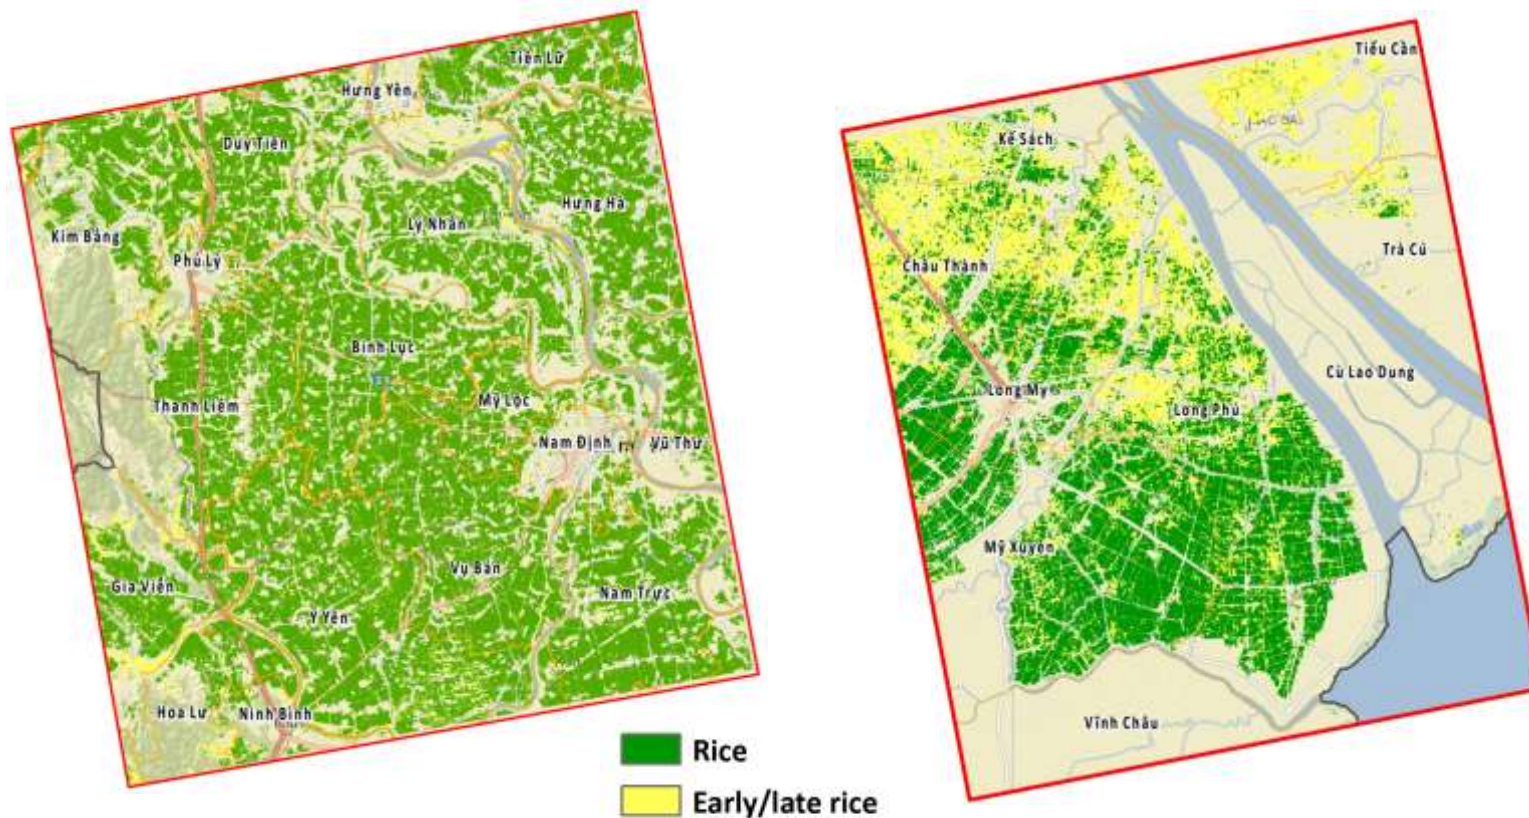 Tiên Lữ
Hưng Yên
Duy Tiên
Hưng Hà
Lý Nhân
Kim Bảng
Phủ Lý
Bình Lục
Thanh Liêm
Mỹ Lộc
Nam Định
Vũ Thư
Gia Viễn
Vụ Bản
Nam Trực
Ý Yên
Hoa Lư
Ninh Bình
Tiểu Cần
Kế Sách
Trà Cú
Châu Thành
Cù Lao Dung
Long Mỹ
Long Phú
Mỹ Xuyên
Vĩnh Châu
Rice
Early/late rice